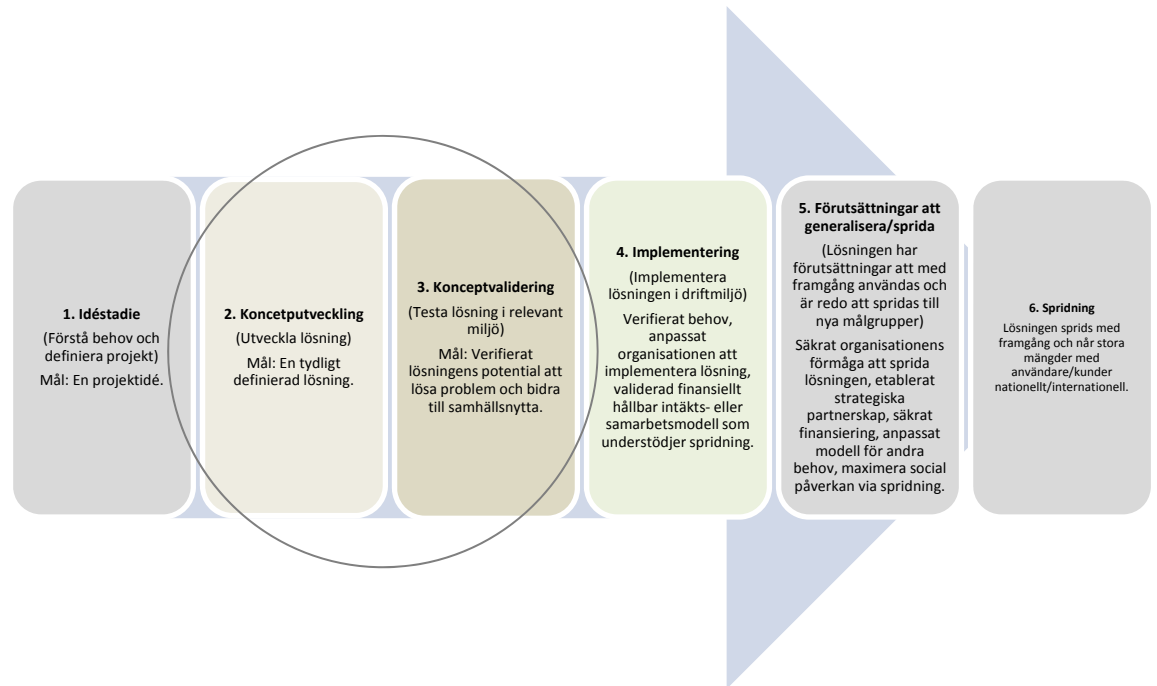 1. Idéstadie
(Förstå behov och
definiera projekt)
Mål: En projektidé.
2. Koncetputveckling
(Utveckla lösning)
Mål: En tydligt
definierad lösning.
3. Konceptvalidering
(Testa lösning i relevant
miljö)
Mål: Verifierat
lösningens potential att
lösa problem och bidra
till samhällsnytta.
4. Implementering
(Implementera
lösningen i driftmiljö)
Verifierat behov,
anpassat
organisationen att
implementera lösning,
validerad finansiellt
hållbar intäkts- eller
samarbetsmodell som
understödjer spridning.
5. Förutsättningar att
generalisera/sprida
(Lösningen har
förutsättningar att med
framgång användas och
är redo att spridas till
nya målgrupper)
Säkrat organisationens
förmåga att sprida
lösningen, etablerat
strategiska
partnerskap, säkrat
finansiering, anpassat
modell för andra
behov, maximera social
påverkan via spridning.
6. Spridning
Lösningen sprids med
framgång och når stora
mängder med
användare/kunder
nationellt/internationell.